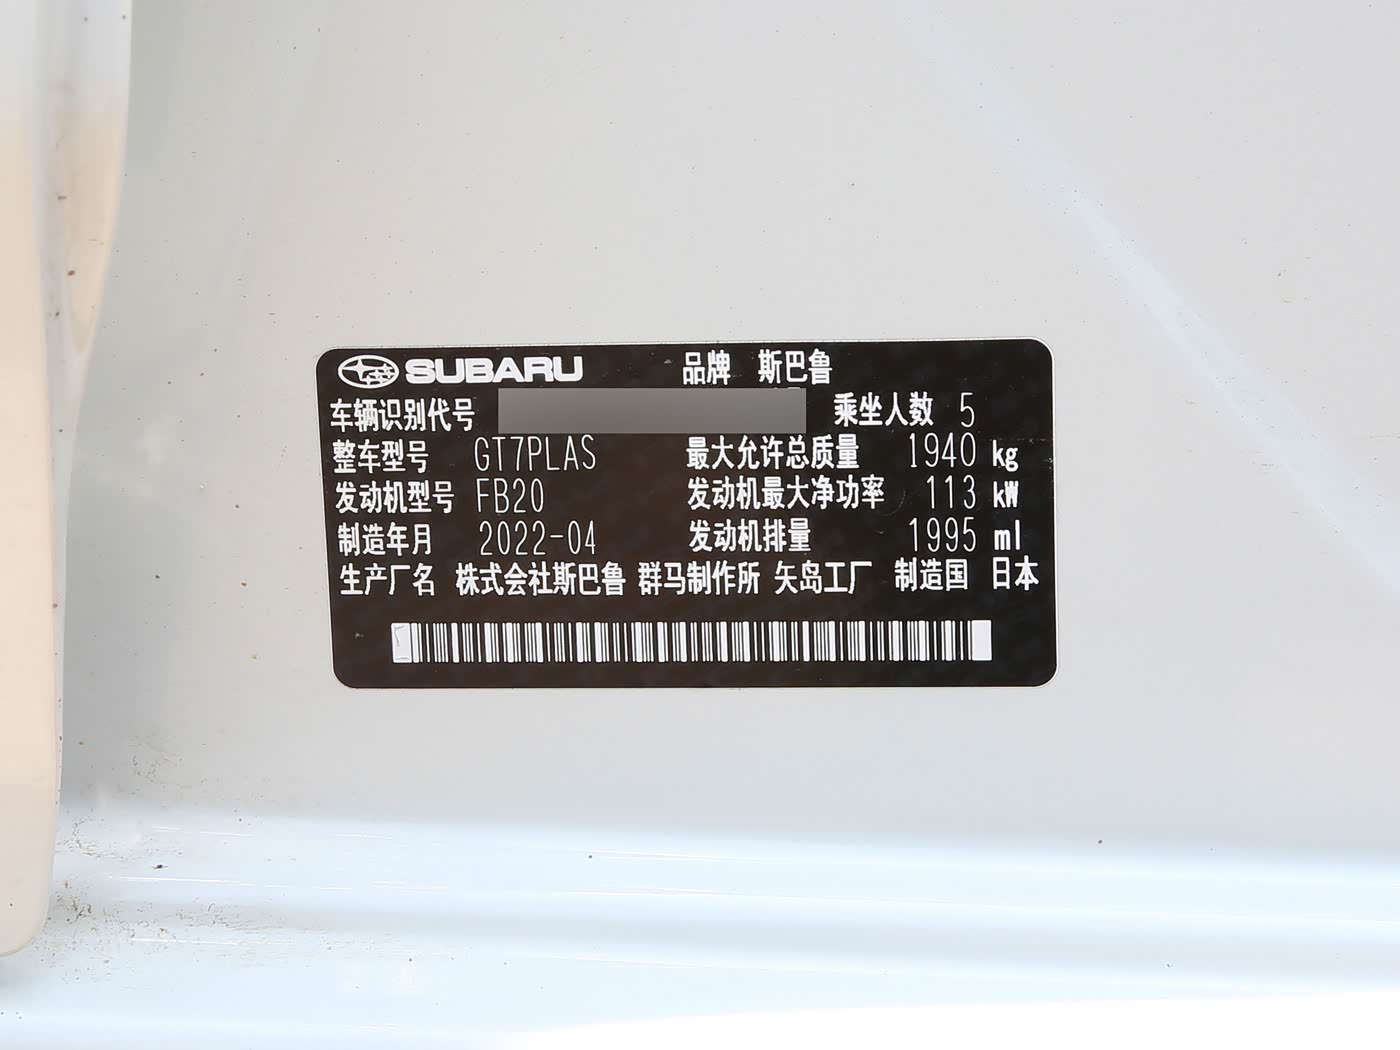 SUBARU 品牌 斯巴鲁
车辆识别代号 乘坐人数 5
整车型号 GT7PLAS 最大允许总质量 1940 kg
发动机型号 FB20 发动机最大净功率 113 kW
制造年月 2022-04 发动机排量 1995 ml
生产厂名 株式会社斯巴鲁 群马制作所 矢岛工厂 制造国 日本